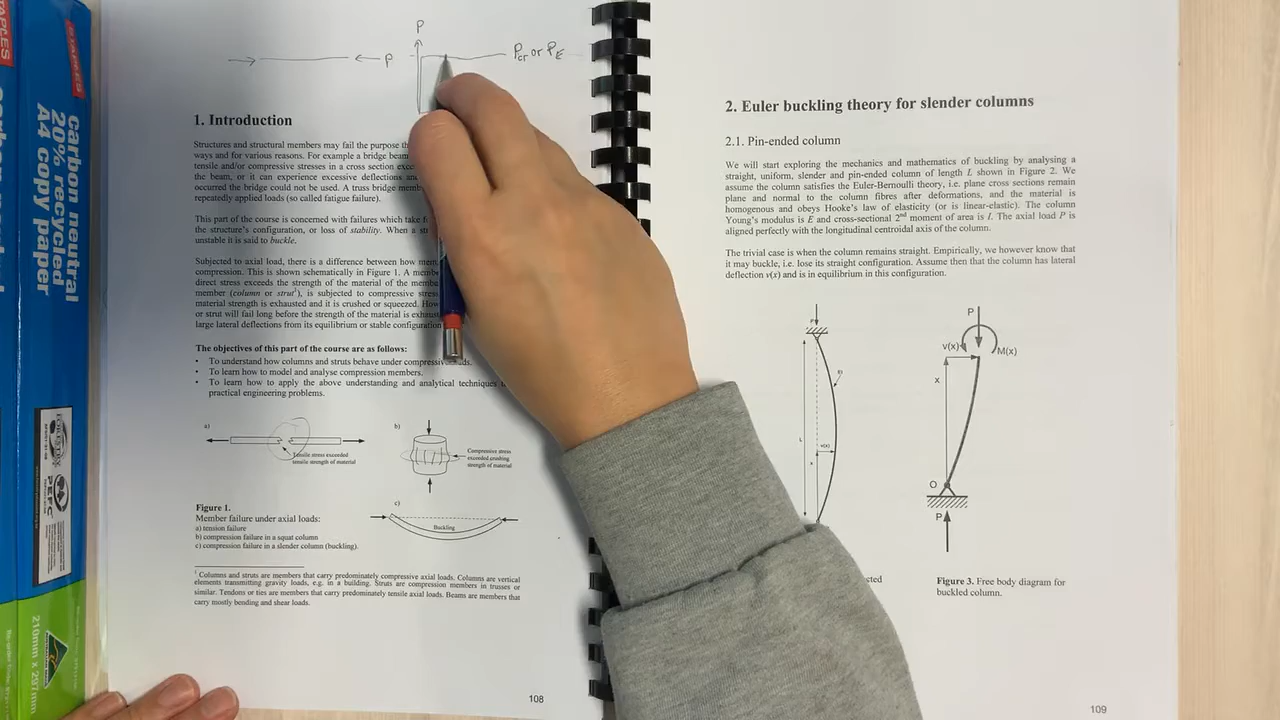 STAPLES
STAPLES
carbon neutral
20% recycled
A4 copy paper
PEFC
210mm x 297mm
P
P
Pcr or PE
1. Introduction
Structures and structural members may fail the purpose
ways and for various reasons. For example a bridge beam
tensile and/or compressive stresses in a cross section
the beam, or it can experience excessive deflections
occurred the bridge could not be used. A truss bridge
repeatedly applied loads (so called fatigue failure).
This part of the course is concerned with failures which take
the structure's configuration, or loss of stability. When a
unstable it is said to buckle.
Subjected to axial load, there is a difference between how
compression. This is shown schematically in Figure 1. A
direct stress exceeds the strength of the material of the
member (column or strut¹), is subjected to compressive
material strength is exhausted and it is crushed or squeezed.
or strut will fail long before the strength of the material is
large lateral deflections from its equilibrium or stable configuration
The objectives of this part of the course are as follows:
• To understand how columns and struts behave under compressive loads.
• To learn how to model and analyse compression members.
• To learn how to apply the above understanding and analytical techniques
practical engineering problems.
a)
Tensile stress exceeded
tensile strength of material
b)
Compressive stress
exceeded crushing
strength of material
c)
Buckling
Figure 1.
Member failure under axial loads:
a) tension failure
b) compression failure in a squat column
c) compression failure in a slender column (buckling).
¹ Columns and struts are members that carry predominately compressive axial loads. Columns are vertical
elements transmitting gravity loads, e.g. in a building. Struts are compression members in trusses or
similar. Tendons or ties are members that carry predominately tensile axial loads. Beams are members that
carry mostly bending and shear loads.
108
2. Euler buckling theory for slender columns
2.1. Pin-ended column
We will start exploring the mechanics and mathematics of buckling by analysing a
straight, uniform, slender and pin-ended column of length L shown in Figure 2. We
assume the column satisfies the Euler-Bernoulli theory, i.e. plane cross sections remain
plane and normal to the column fibres after deformations, and the material is
homogenous and obeys Hooke's law of elasticity (or is linear-elastic). The column
Young's modulus is E and cross-sectional 2nd moment of area is I. The axial load P is
aligned perfectly with the longitudinal centroidal axis of the column.
The trivial case is when the column remains straight. Empirically, we however know that
it may buckle, i.e. lose its straight configuration. Assume then that the column has lateral
deflection v(x) and is in equilibrium in this configuration.
P
EI
L
v(x)
x
P
v(x)
M(x)
x
O
P
Figure 3. Free body diagram for
buckled column.
109